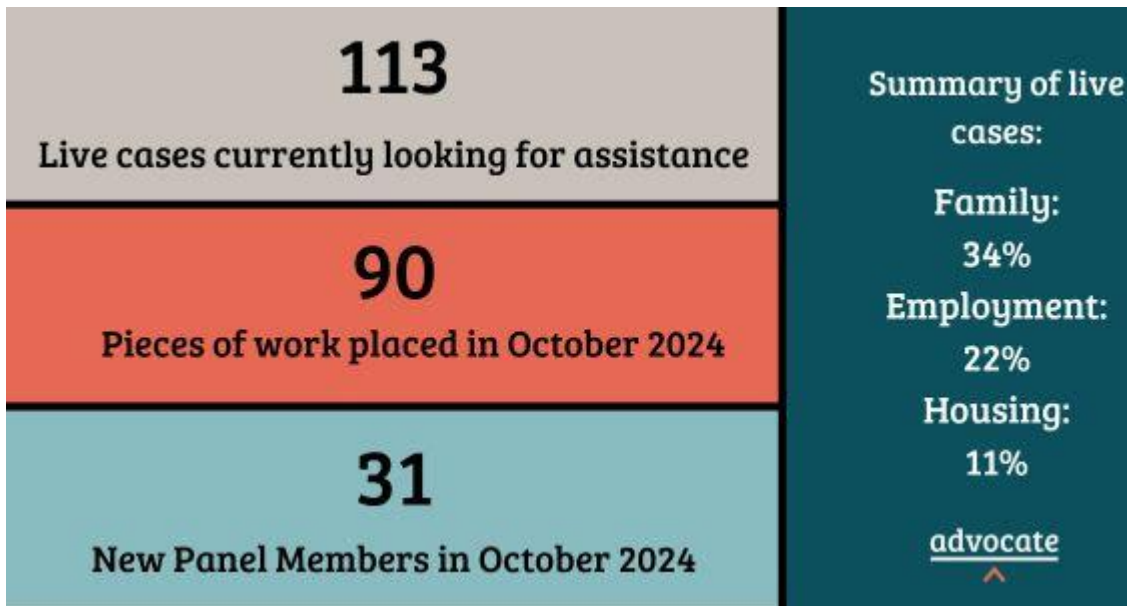 113
Live cases currently looking for assistance
90
Pieces of work placed in October 2024
31
New Panel Members in October 2024
Summary of live
cases:
Family:
34%
Employment:
22%
Housing:
11%
advocate